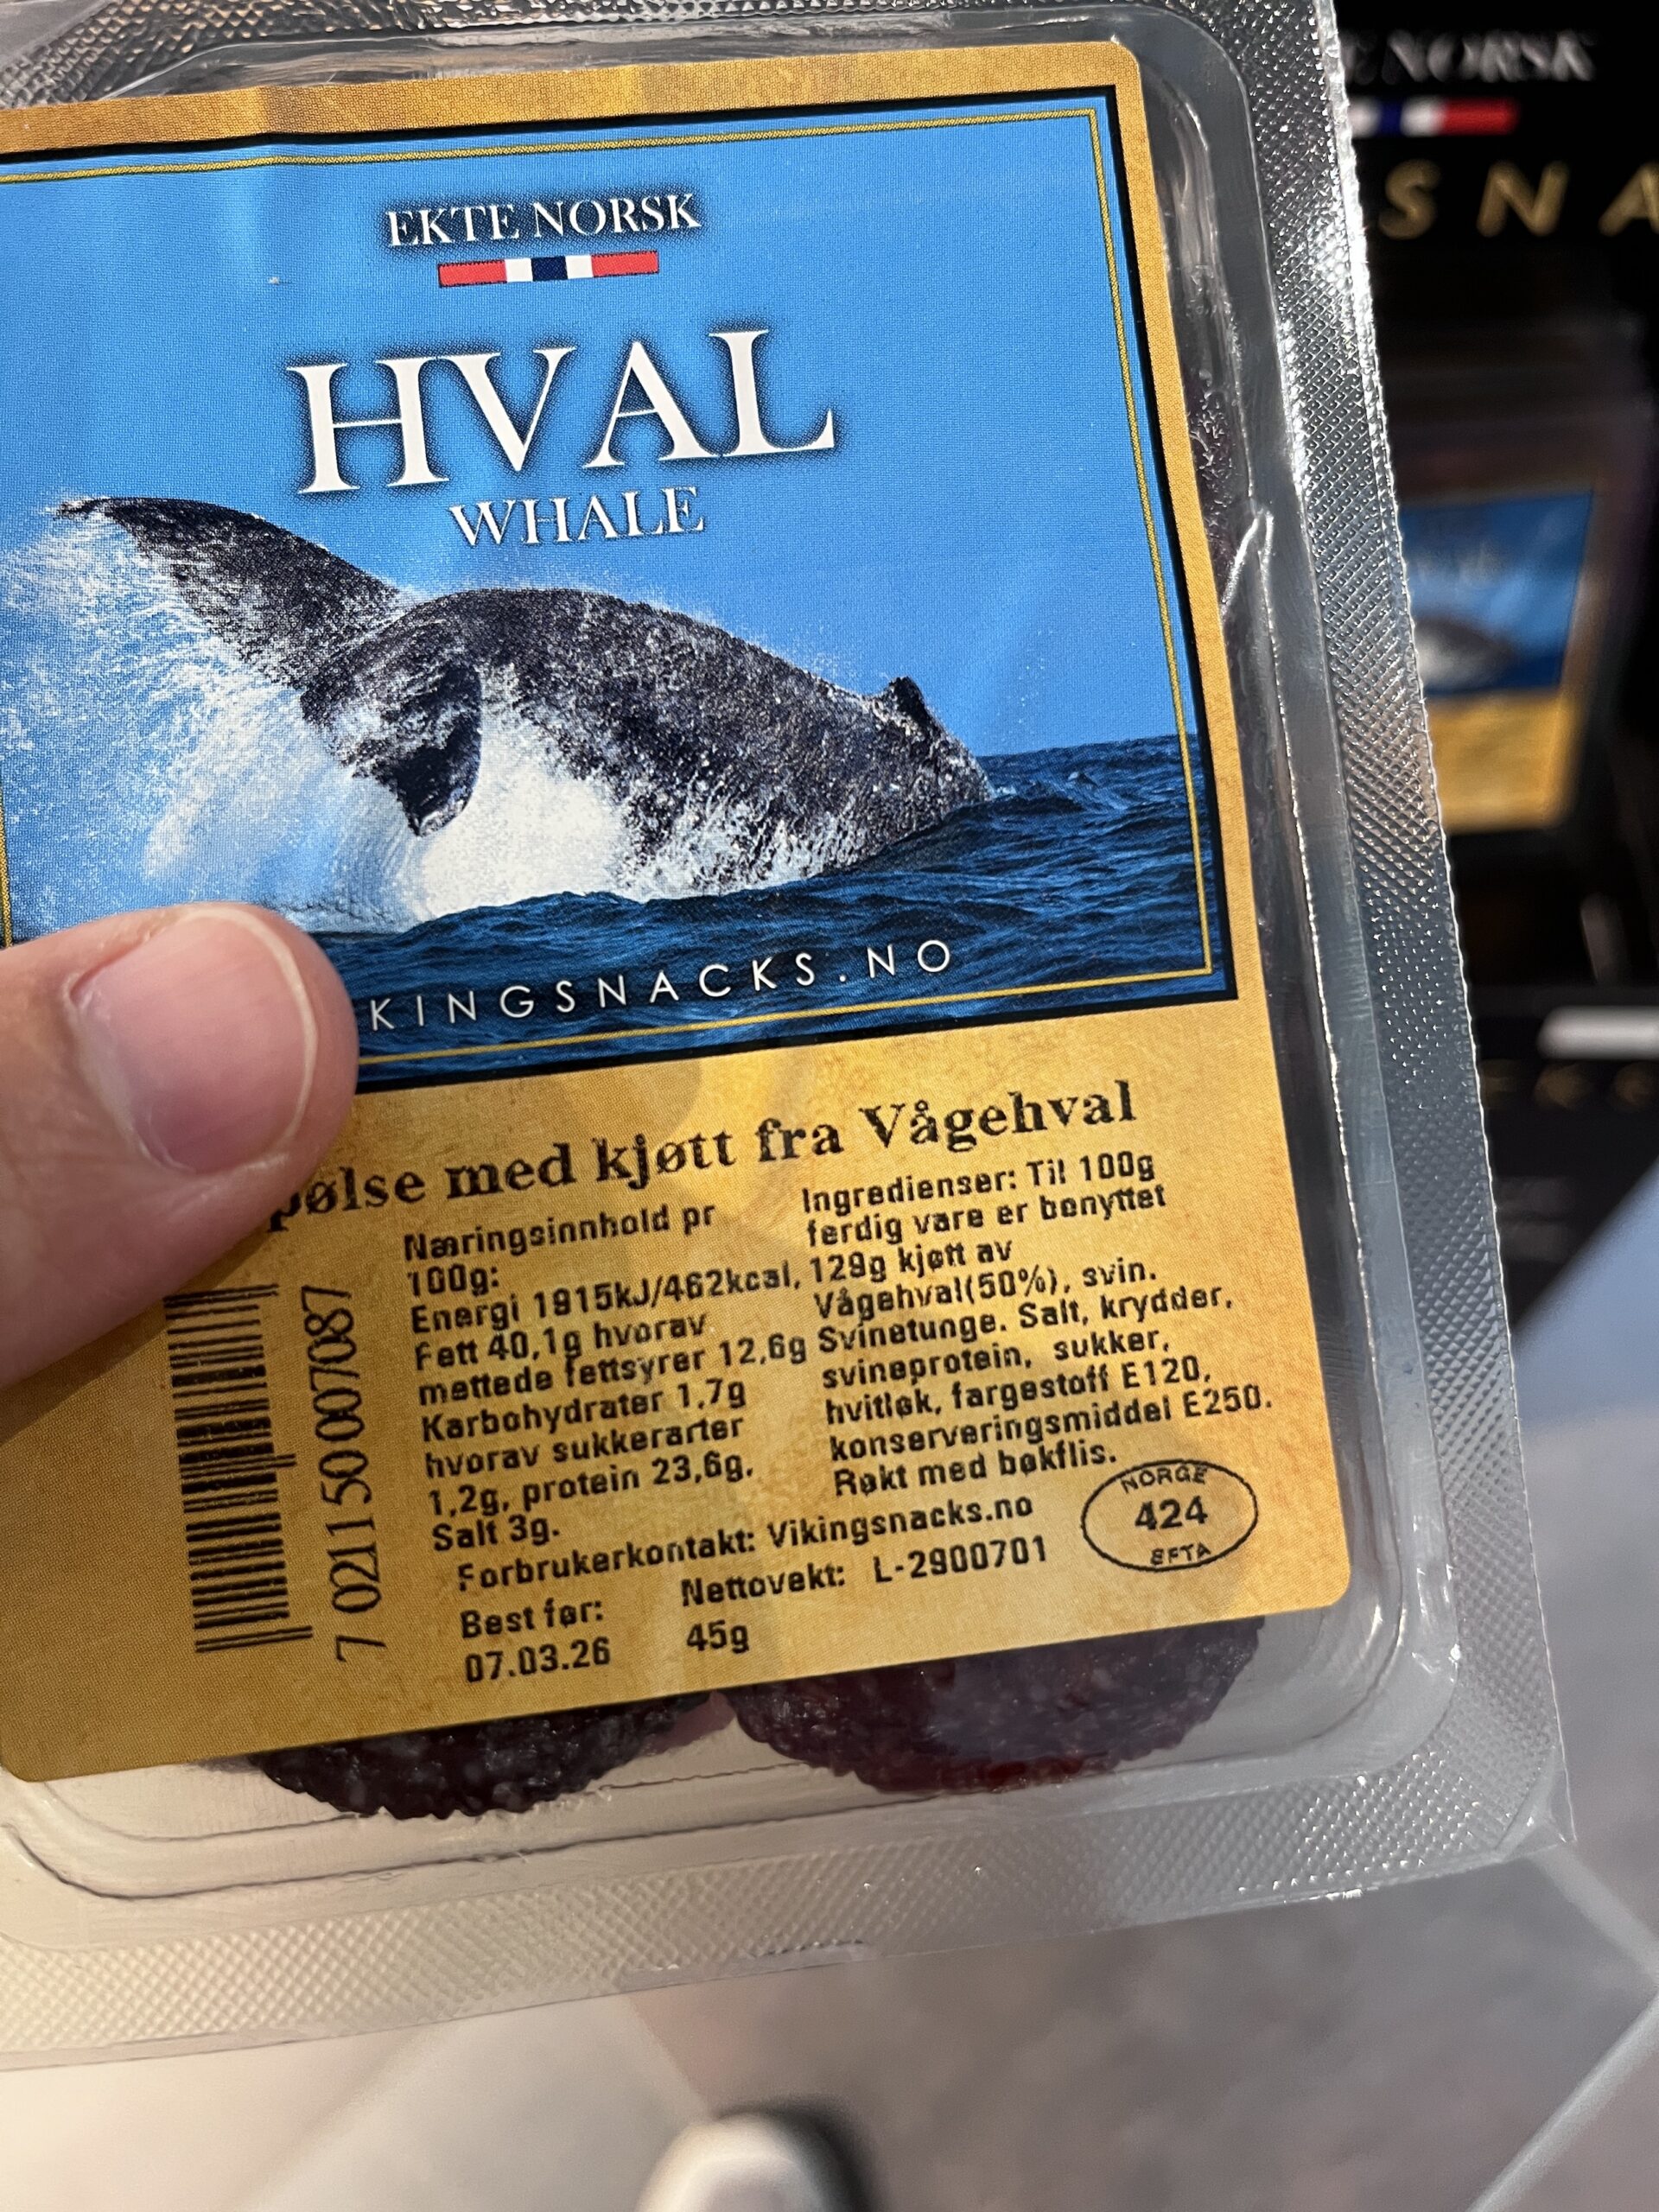 EKTE NORSK
HVAL
WHALE
KINGSNACKS.NO
pølse med kjøtt fra Vågehval
Næringsinnhold pr
100g:
Energi 1915kJ/462kcal,
Fett 40,1g hvorav
mettede fettsyrer 12,6g
Karbohydrater 1,7g
hvorav sukkerarter
1,2g, protein 23,6g,
Salt 3g.
Ingredienser: Til 100g
ferdig vare er benyttet
129g kjøtt av
Vågehval(50%), svin.
Svinetunge. Salt, krydder,
svineprotein, sukker,
hvitløk, fargestoff E120,
konserveringsmiddel E250.
Røkt med bøkflis.
Forbrukerkontakt: Vikingsnacks.no
Best før:
07.03.26
Nettovekt:
45g
L-2900701
NORGE
424
EFTA
7 021150 007087
NORSK
SNA